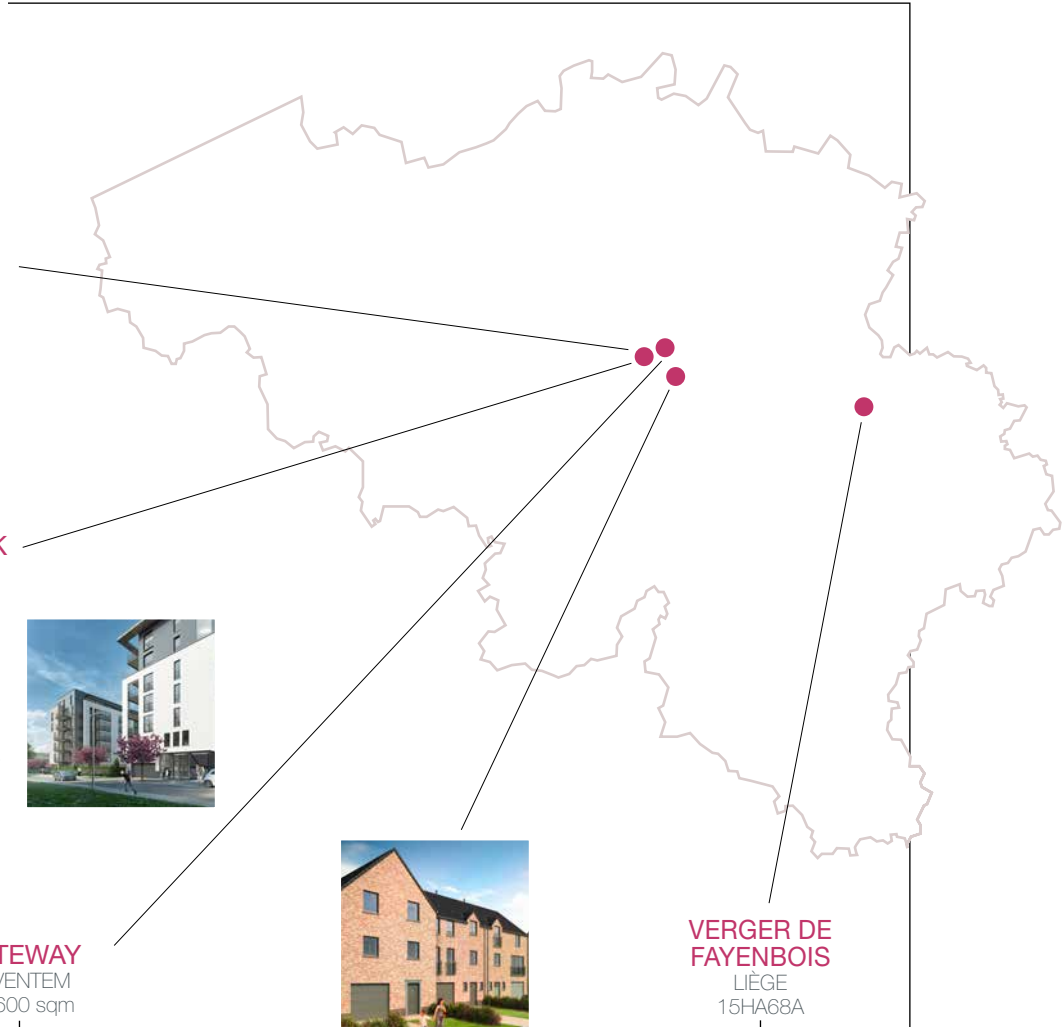 K
TEWAY
VENTEM
600 sqm
VERGER DE
FAYENBOIS
LIÈGE
15HA68A